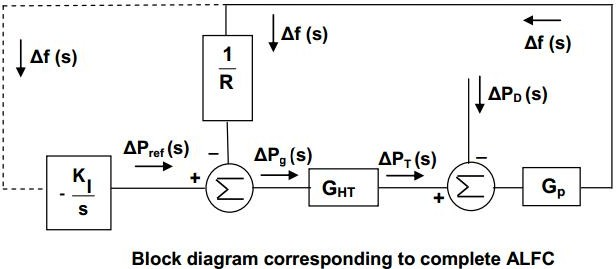 Δf (s)
Δf (s)
Δf (s)
1
R
ΔP_D (s)
ΔP_ref (s)
ΔP_g (s)
ΔP_T (s)
−
−
+
+
- K_I
s
Σ
G_HT
Σ
G_p
Block diagram corresponding to complete ALFC